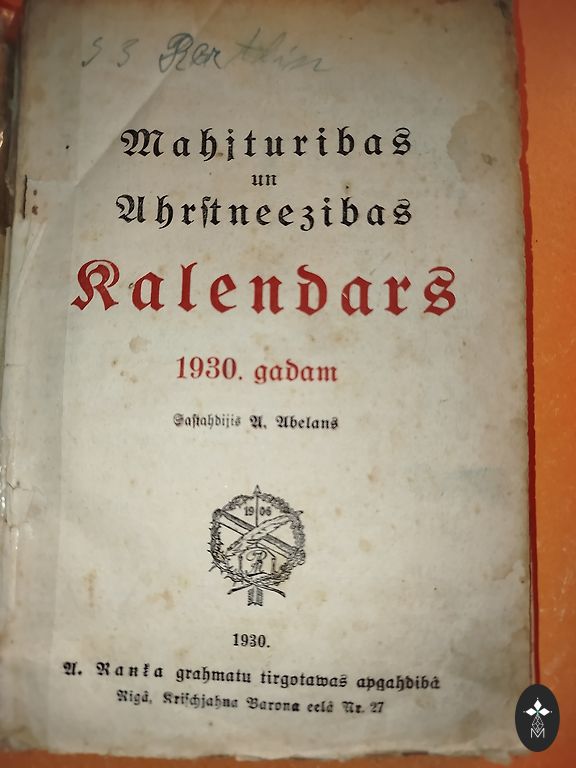 Mahjturibas
un
Ahrstneezibas
Kalendars
1930. gadam
Sastahdijis A. Abelans
1906
R
1930.
A. Ranka grahmatu tirgotawas apgahdibâ
Rigâ, Krischjahna Barona eelâ Nr. 27
M